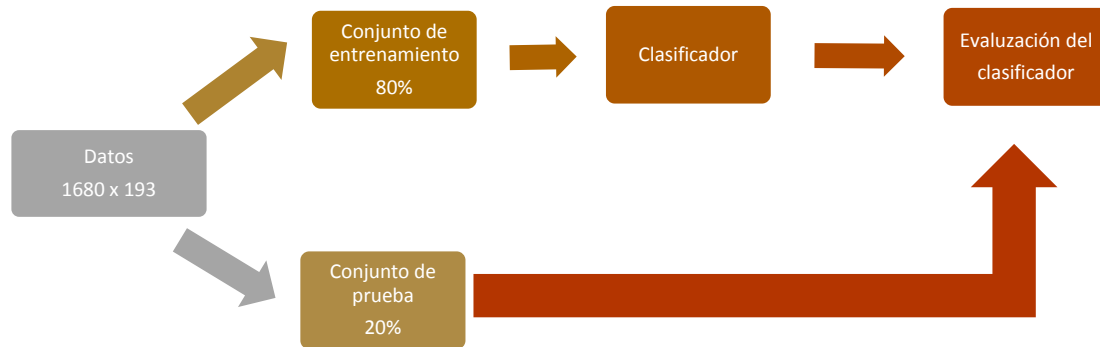 Conjunto de
entrenamiento
80%
Clasificador
Evaluzación del
clasificador
Datos
1680 x 193
Conjunto de
prueba
20%